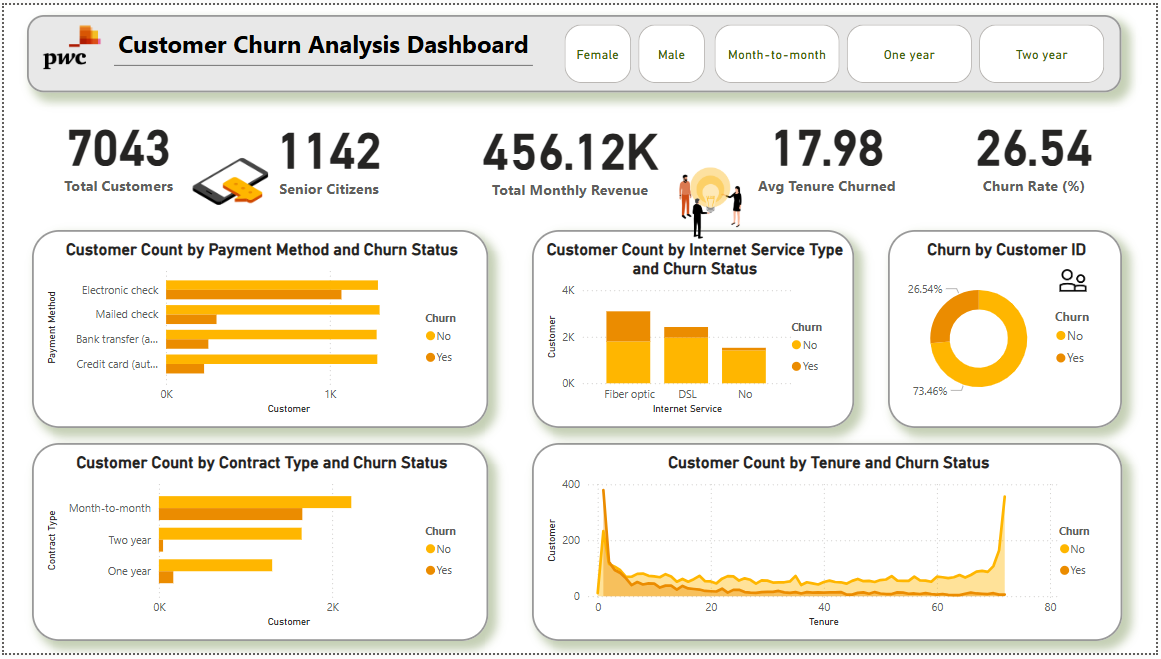 pwc
Customer Churn Analysis Dashboard
Female
Male
Month-to-month
One year
Two year
7043
Total Customers
1142
Senior Citizens
456.12K
Total Monthly Revenue
17.98
Avg Tenure Churned
26.54
Churn Rate (%)
Customer Count by Payment Method and Churn Status
Payment Method
Electronic check
Mailed check
Bank transfer (a...
Credit card (aut...
0K
1K
Customer
Churn
No
Yes
Customer Count by Internet Service Type
and Churn Status
Customer
4K
2K
0K
Fiber optic
DSL
No
Internet Service
Churn
No
Yes
Churn by Customer ID
26.54%
73.46%
Churn
No
Yes
Customer Count by Contract Type and Churn Status
Contract Type
Month-to-month
Two year
One year
0K
2K
Customer
Churn
No
Yes
Customer Count by Tenure and Churn Status
Customer
400
200
0
0
20
40
60
80
Tenure
Churn
No
Yes